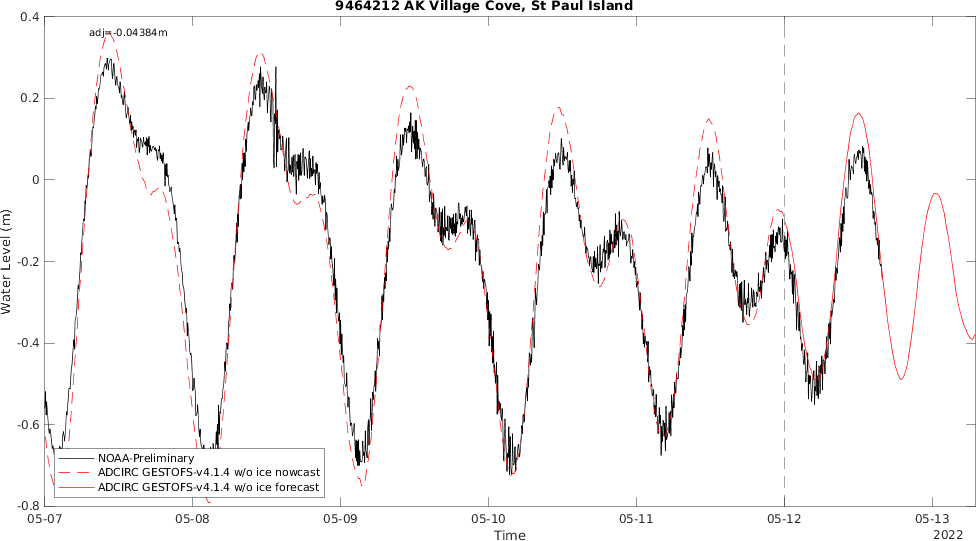 9464212 AK Village Cove, St Paul Island
adj=-0.04384m
0.4
0.2
0
-0.2
-0.4
-0.6
-0.8
Water Level (m)
NOAA-Preliminary
ADCIRC GESTOFS-v4.1.4 w/o ice nowcast
ADCIRC GESTOFS-v4.1.4 w/o ice forecast
05-07 05-08 05-09 05-10 05-11 05-12 05-13
Time
2022